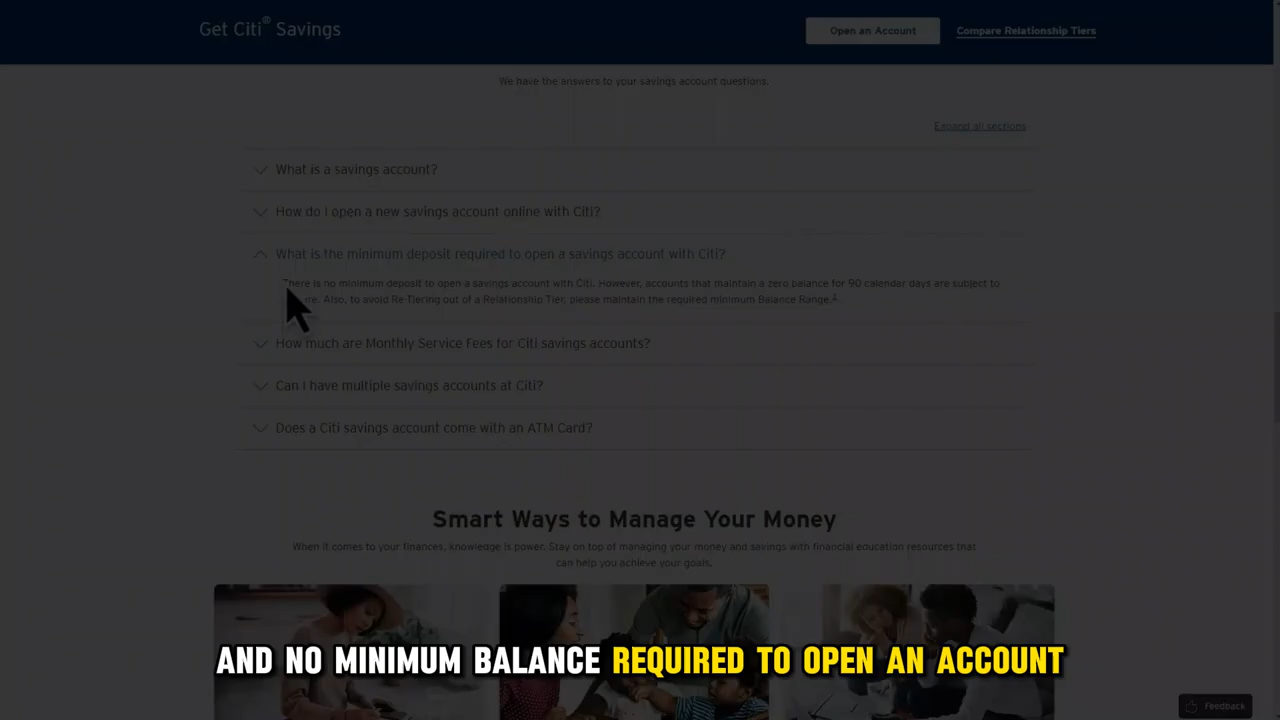 Get Citi® Savings
Open an Account
Compare Relationship Tiers
We have the answers to your savings account questions.
Expand all sections
What is a savings account?
How do I open a new savings account online with Citi?
What is the minimum deposit required to open a savings account with Citi?
There is no minimum deposit to open a savings account with Citi. However, accounts that maintain a zero balance for 90 calendar days are subject to
re. Also, to avoid Re-Tiering out of a Relationship Tier, please maintain the required minimum Balance Range.
How much are Monthly Service Fees for Citi savings accounts?
Can I have multiple savings accounts at Citi?
Does a Citi savings account come with an ATM Card?
Smart Ways to Manage Your Money
When it comes to your finances, knowledge is power. Stay on top of managing your money and savings with financial education resources that
can help you achieve your goals.
AND NO MINIMUM BALANCE REQUIRED TO OPEN AN ACCOUNT
Feedback